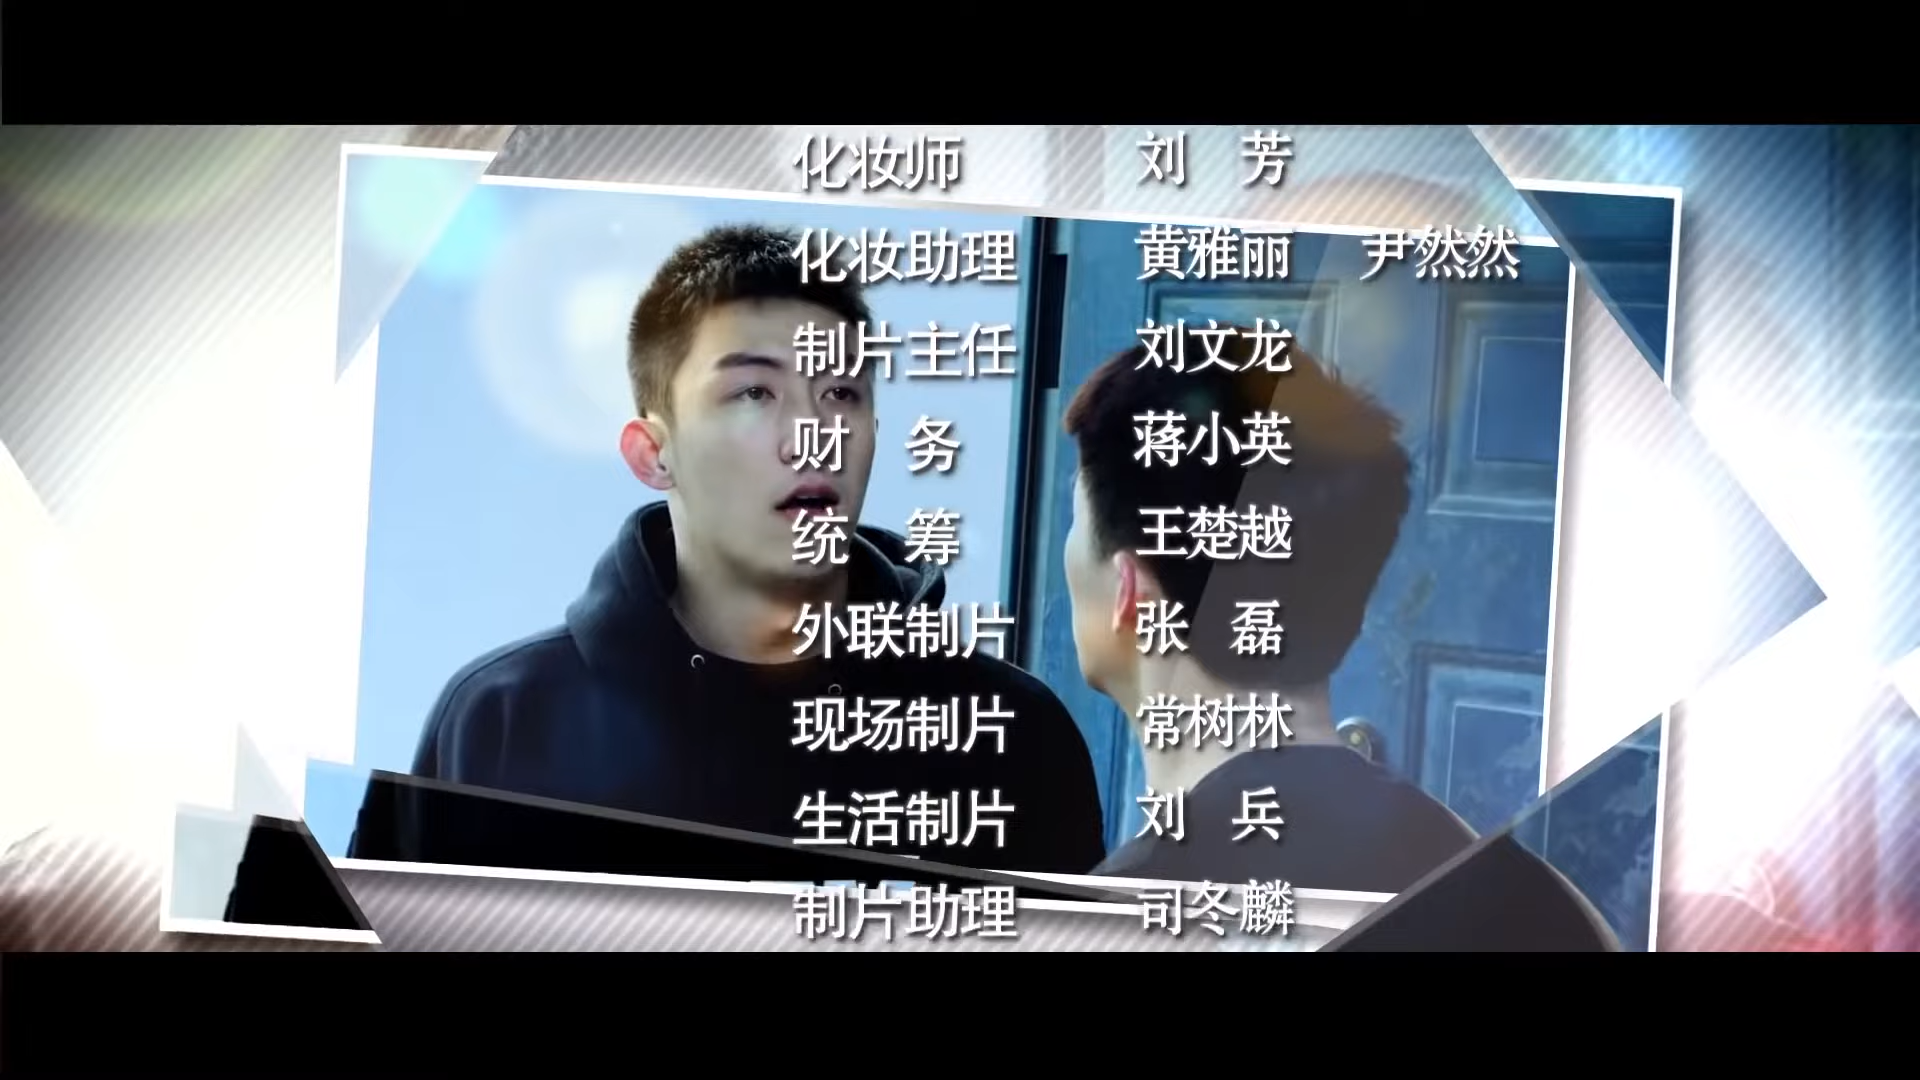 化妆师 刘 芳
化妆助理 黄雅丽 尹然然
制片主任 刘文龙
财 务 蒋小英
统 筹 王楚越
外联制片 张 磊
现场制片 常树林
生活制片 刘 兵
制片助理 司冬麟